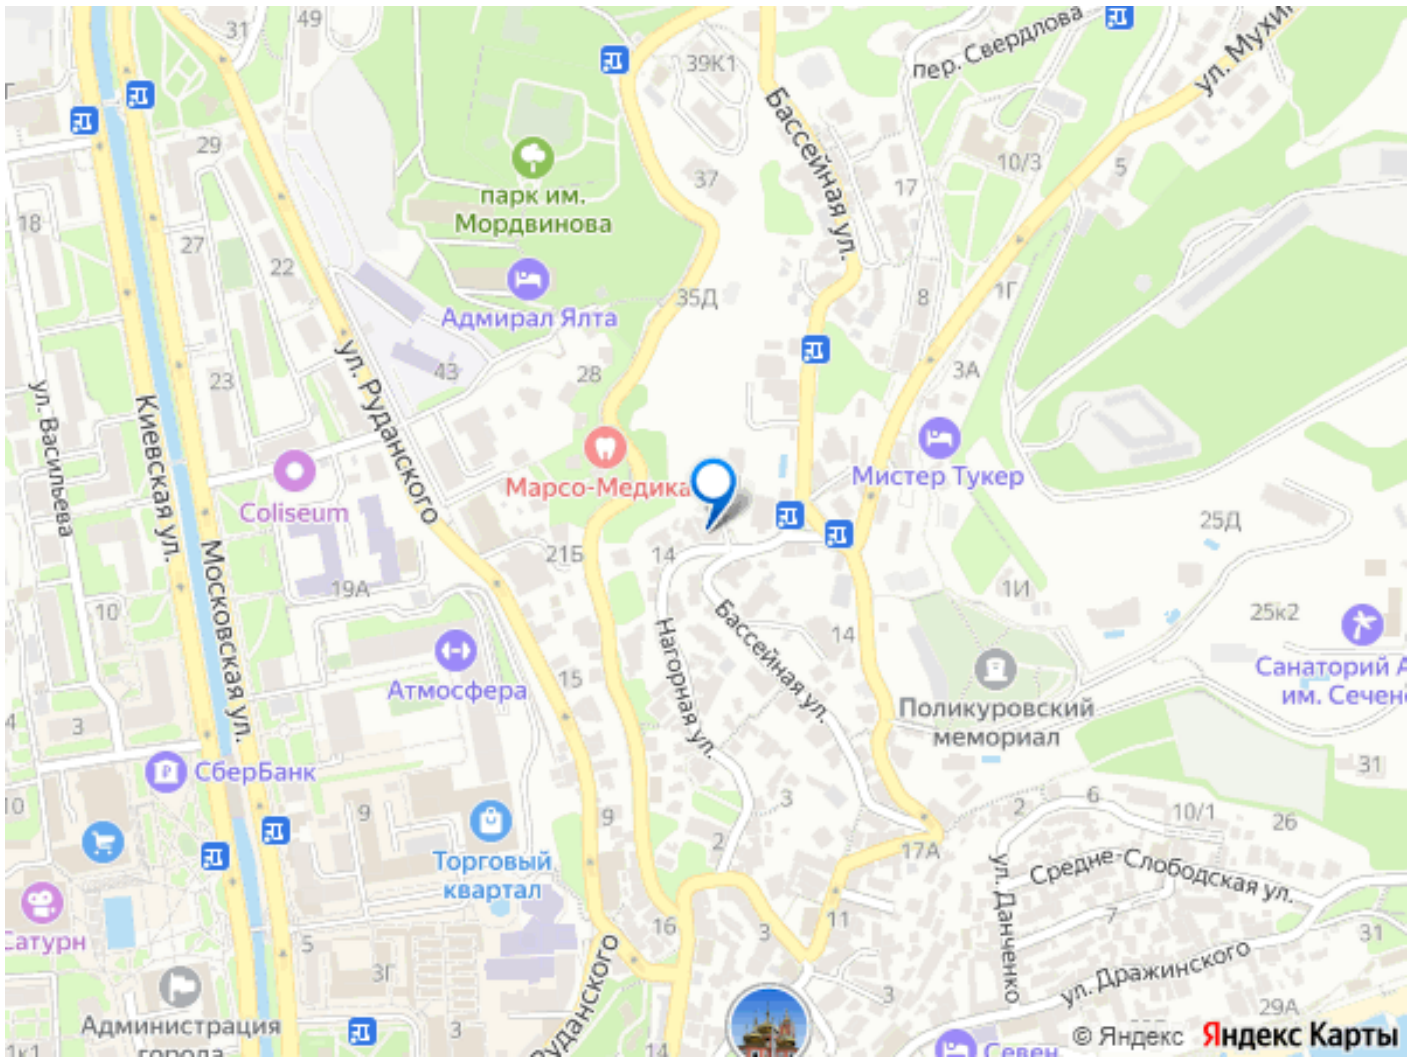 49
31
39К1
пер. Свердлова
ул. Мухи
Бассейная ул.
29
10/3
5
37
17
парк им.
Мордвинова
18
27
22
1Г
8
35Д
Адмирал Ялта
ул. Руданского
43
28
3А
23
ул. Васильева
Киевская ул.
Мистер Тукер
Марсо-Медика
Coliseum
25Д
Московская ул.
21Б
14
19А
1И
10
25к2
Бассейная ул.
14
Нагорная ул.
Санаторий А
им. Сечен
15
Атмосфера
Поликуровский
мемориал
4
3
СберБанк
31
10
9
9
3
2
6
10/1
26
2
17А
Торговый
квартал
Средне-Слободская ул.
ул. Данченко
16
3
11
7
31
Сатурн
5
3Г
Руданского
ул. Дражинского
3
29А
Администрация
города
3
1к1
14
Севен
© Яндекс Яндекс Карты